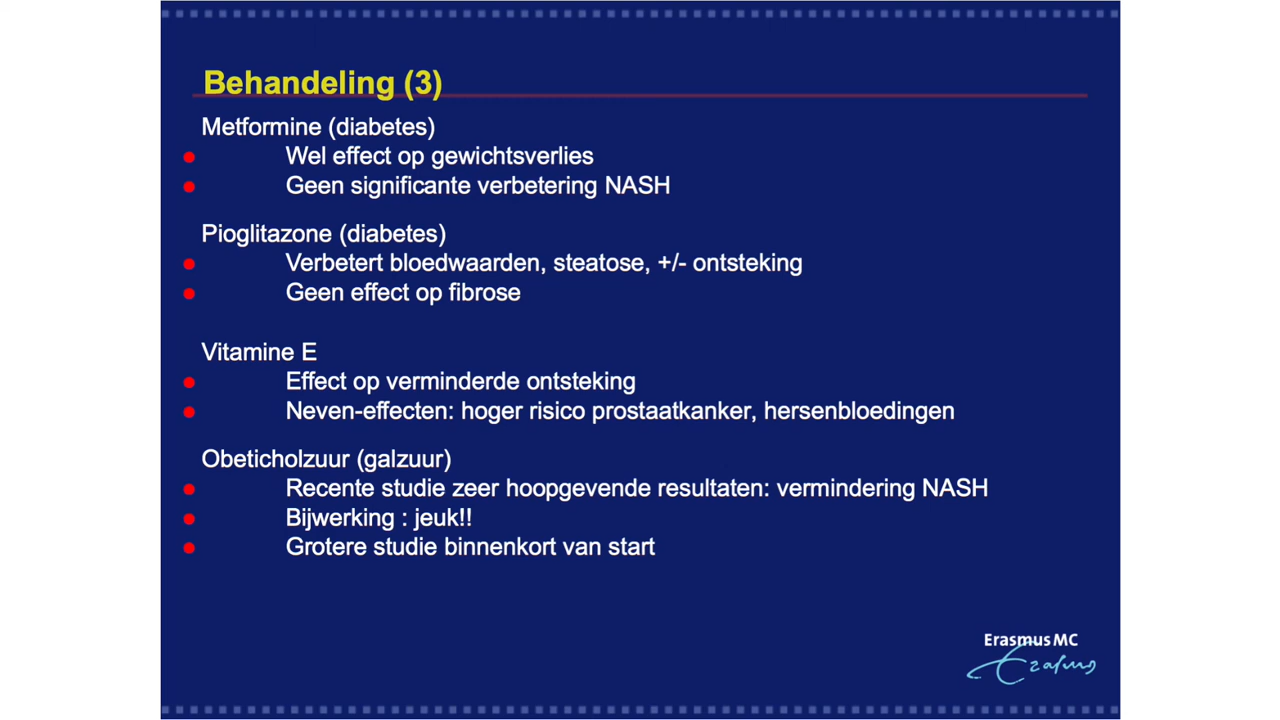 Behandeling (3)
Metformine (diabetes)
Wel effect op gewichtsverlies
Geen significante verbetering NASH
Pioglitazone (diabetes)
Verbetert bloedwaarden, steatose, +/- ontsteking
Geen effect op fibrose
Vitamine E
Effect op verminderde ontsteking
Neven-effecten: hoger risico prostaatkanker, hersenbloedingen
Obeticholzuur (galzuur)
Recente studie zeer hoopgevende resultaten: vermindering NASH
Bijwerking : jeuk!!
Grotere studie binnenkort van start
Erasmus MC
Erasmus